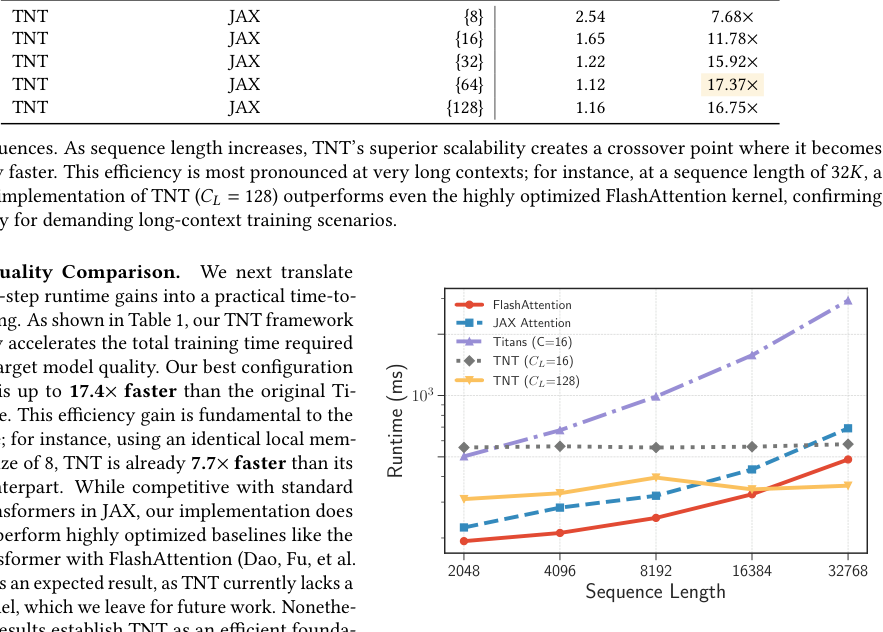 TNT JAX {8} 2.54 7.68×
TNT JAX {16} 1.65 11.78×
TNT JAX {32} 1.22 15.92×
TNT JAX {64} 1.12 17.37×
TNT JAX {128} 1.16 16.75×
uences. As sequence length increases, TNT's superior scalability creates a crossover point where it becomes
y faster. This efficiency is most pronounced at very long contexts; for instance, at a sequence length of 32K, a
implementation of TNT (C_L = 128) outperforms even the highly optimized FlashAttention kernel, confirming
y for demanding long-context training scenarios.
uality Comparison. We next translate
-step runtime gains into a practical time-to-
ng. As shown in Table 1, our TNT framework
y accelerates the total training time required
arget model quality. Our best configuration
is up to 17.4× faster than the original Ti-
e. This efficiency gain is fundamental to the
e; for instance, using an identical local mem-
ize of 8, TNT is already 7.7× faster than its
nterpart. While competitive with standard
nsformers in JAX, our implementation does
perform highly optimized baselines like the
sformer with FlashAttention (Dao, Fu, et al.
s an expected result, as TNT currently lacks a
nel, which we leave for future work. Nonethe-
results establish TNT as an efficient founda-
FlashAttention
JAX Attention
Titans (C=16)
TNT (C_L=16)
TNT (C_L=128)
Runtime (ms)
10³
2048 4096 8192 16384 32768
Sequence Length